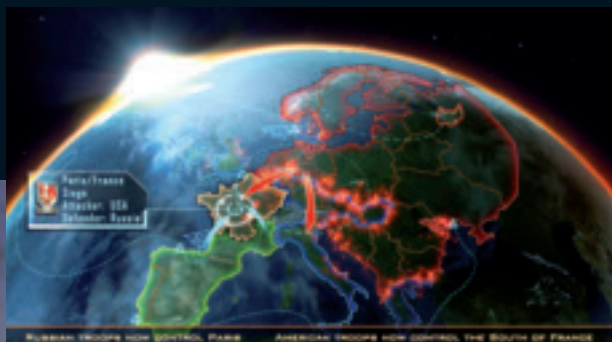 Paris/France
Siege
Attacker: USA
Defender: Russia
RUSSIAN TROOPS NOW CONTROL PARIS AMERICAN TROOPS NOW CONTROL THE SOUTH OF FRANCE